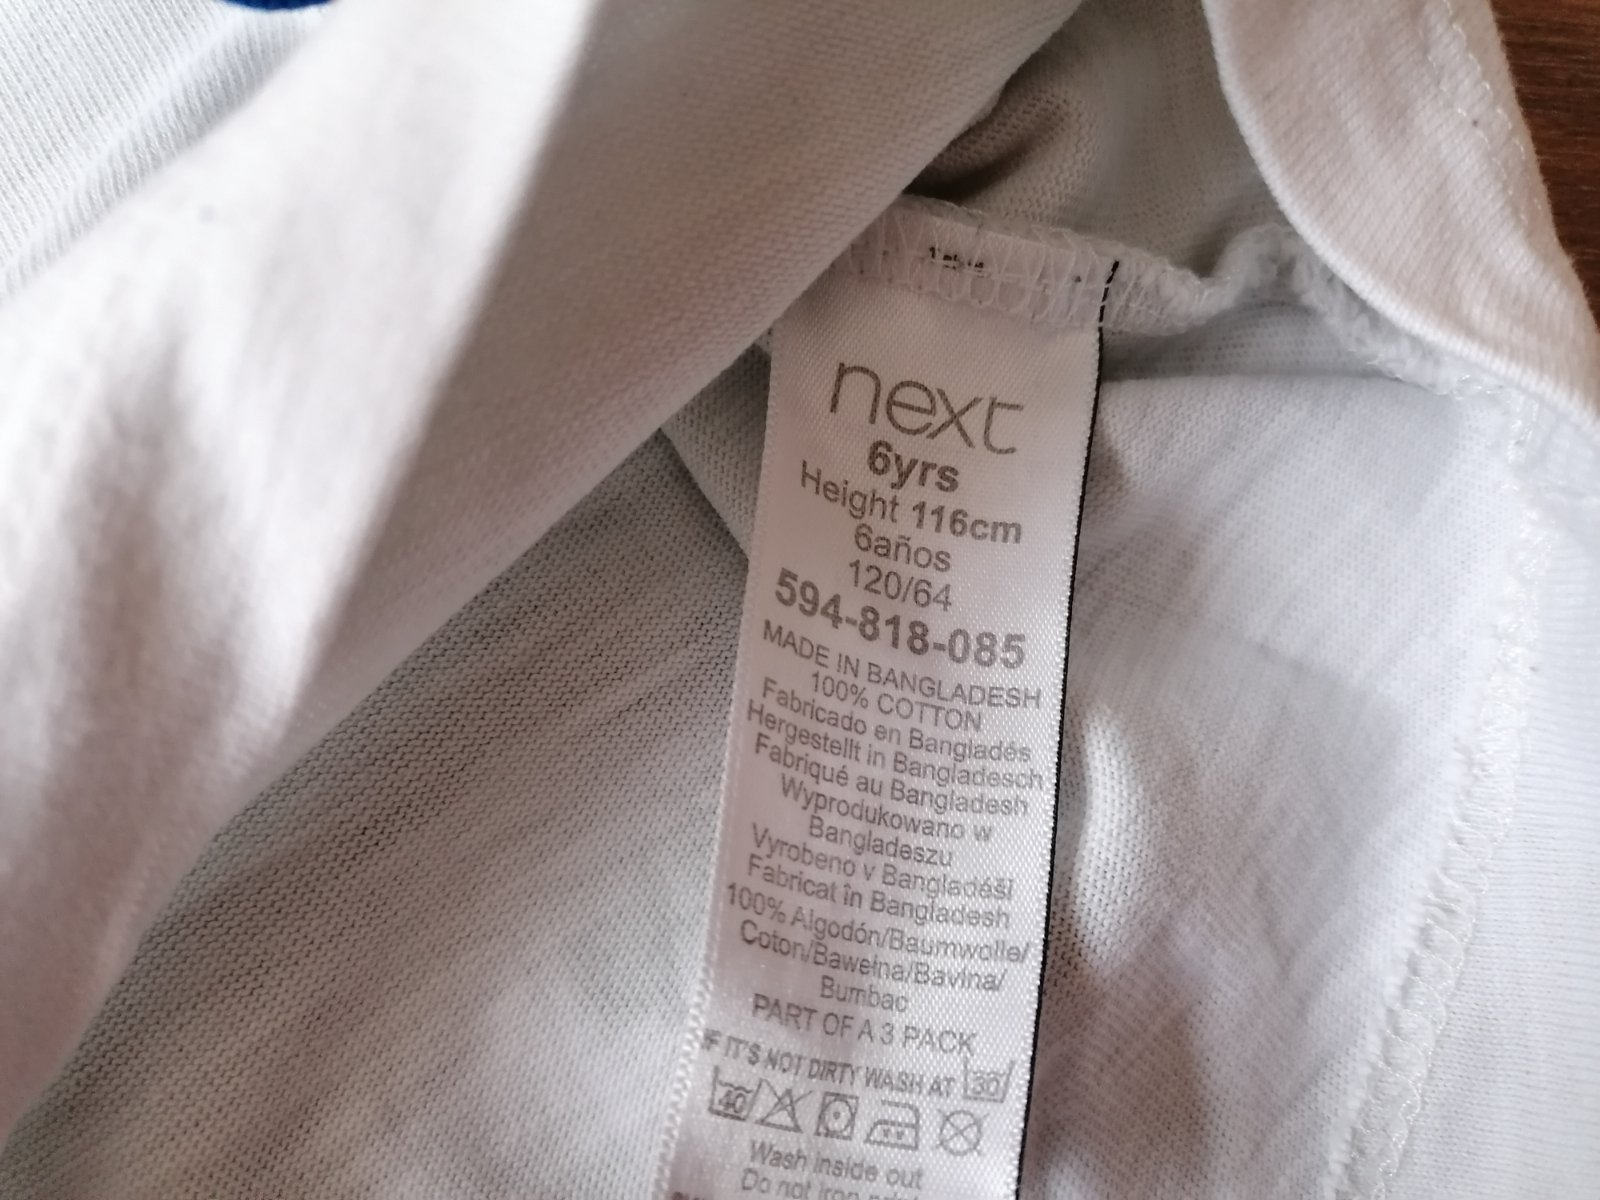 next
6yrs
Height 116cm
6años
120/64
594-818-085
MADE IN BANGLADESH
100% COTTON
Fabricado en Bangladés
Hergestellt in Bangladesch
Fabriqué au Bangladesh
Wyprodukowano w
Bangladeszu
Vyrobeno v Bangladéši
Fabricat în Bangladesh
100% Algodón/Baumwolle/
Coton/Bawełna/Bavlna/
Bumbac
PART OF A 3 PACK
IF IT'S NOT DIRTY WASH AT 30
40
Wash inside out
Do not iron print